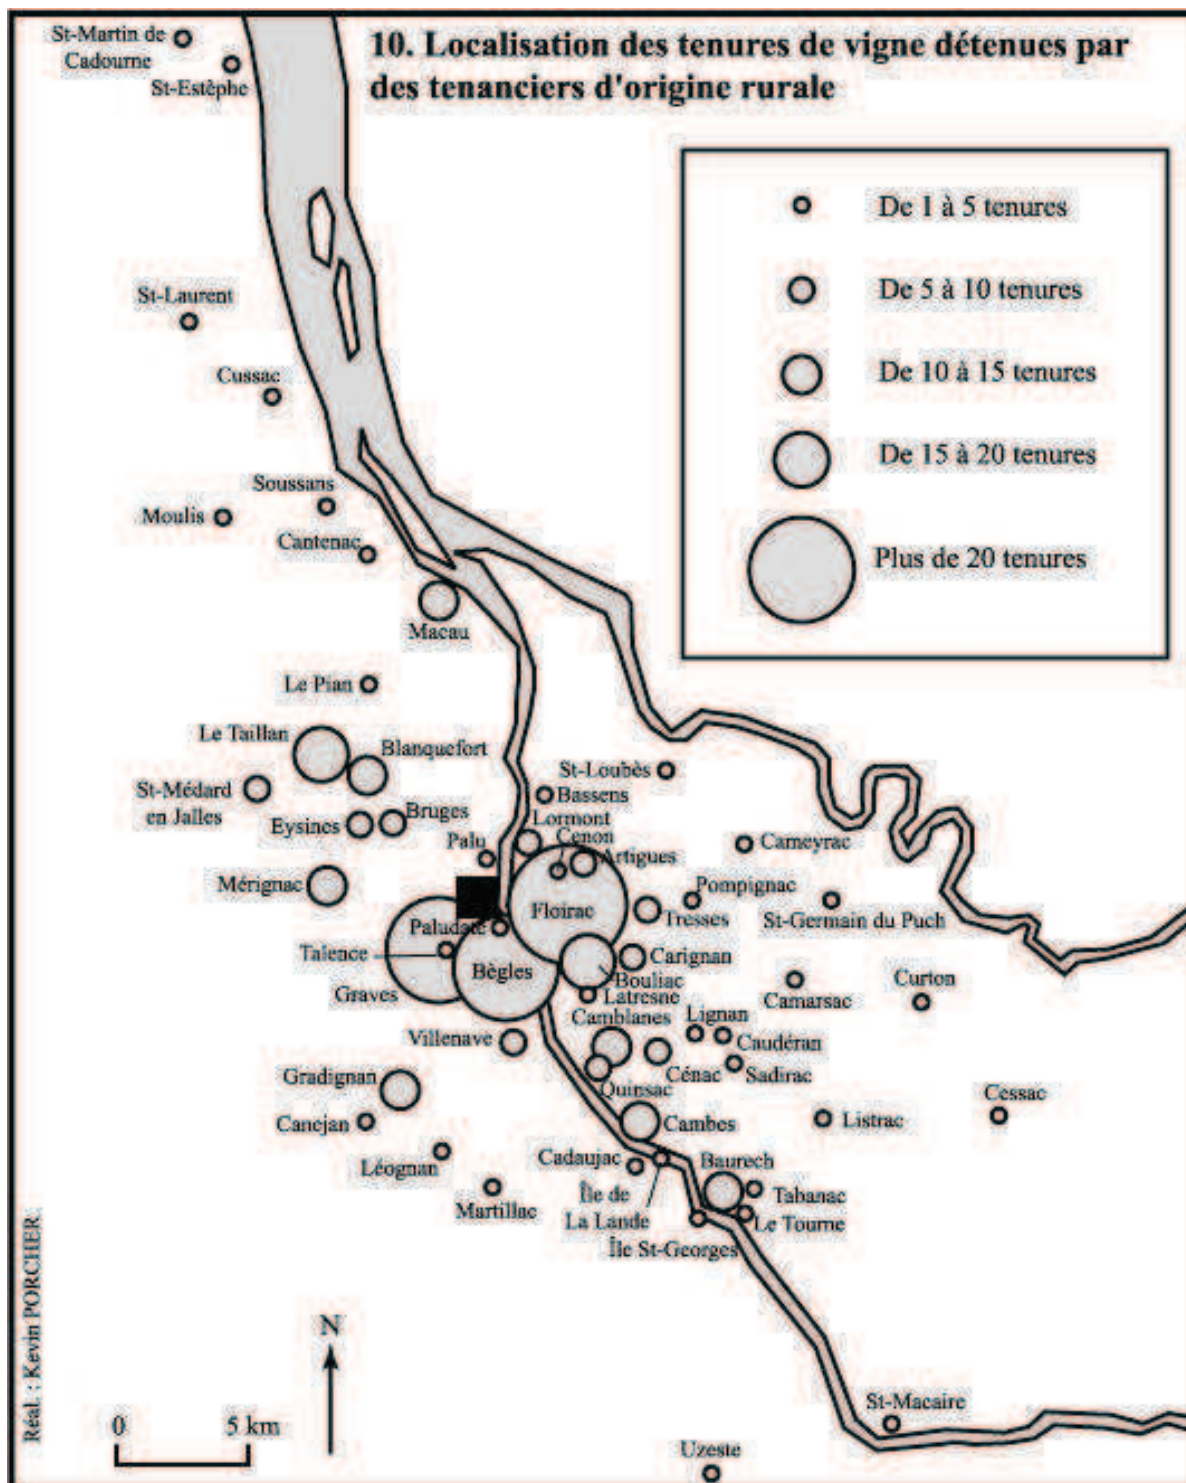 10. Localisation des tenures de vigne détenues par
des tenanciers d'origine rurale
De 1 à 5 tenures
De 5 à 10 tenures
De 10 à 15 tenures
De 15 à 20 tenures
Plus de 20 tenures
St-Martin de
Cadourne
St-Estèphe
St-Laurent
Cussac
Soussans
Moulis
Cantenac
Macau
Le Pian
Le Taillan
Blanquefort
St-Médard
en Jalles
Eysines
Bruges
St-Loubès
Bassens
Lormont
Cenon
Artigues
Palu
Cameyrac
Mérignac
Pompignac
Floirac
Tresses
St-Germain du Puch
Paludate
Talence
Bègles
Carignan
Bouliac
Graves
Latresne
Camarsac
Curton
Camblanes
Lignan
Villenave
Caudéran
Cénac
Sadirac
Quinsac
Gradignan
Cessac
Canejan
Cambes
Listrac
Léognan
Cadaujac
Baurech
Martillac
Île de
La Lande
Tabanac
Le Tourne
Île St-Georges
N
0
5 km
St-Macaire
Uzeste
Réal. : Kevin PORCHER